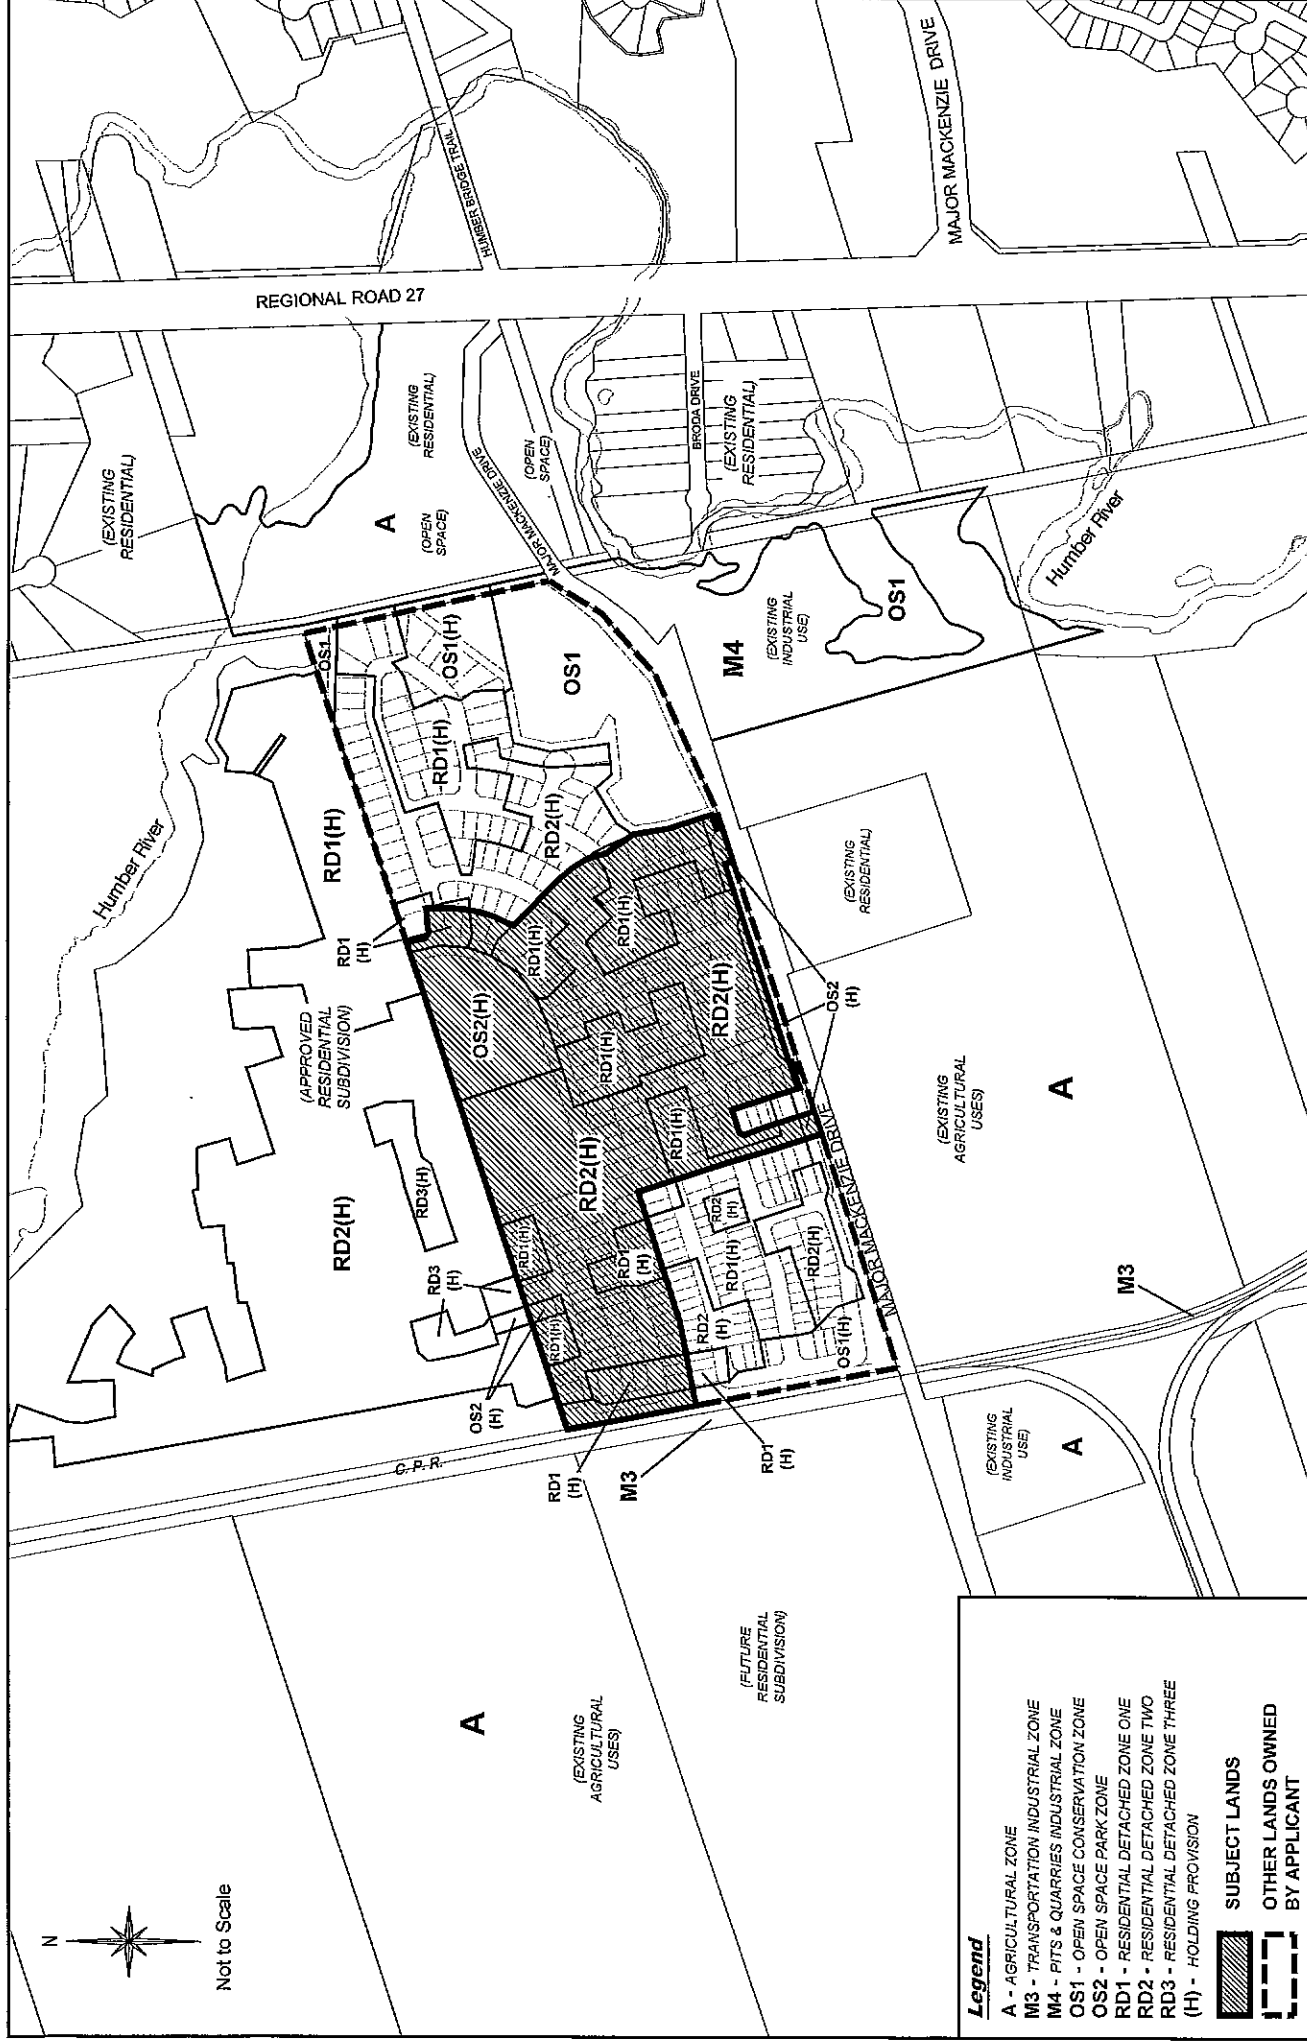 N
Not to Scale
REGIONAL ROAD 27
HUMBER BRIDGE TRAIL
MAJOR MACKENZIE DRIVE
MAJOR MACKENZIE DRIVE
BRODA DRIVE
(EXISTING
RESIDENTIAL)
(EXISTING
RESIDENTIAL)
A
(OPEN
SPACE)
(OPEN
SPACE)
(EXISTING
RESIDENTIAL)
Humber River
Humber River
M4
(EXISTING
INDUSTRIAL
USE)
OS1
OS1
OS1(H)
OS1
RD1(H)
RD2(H)
RD1(H)
RD1
(H)
(APPROVED
RESIDENTIAL
SUBDIVISION)
RD2(H)
RD3(H)
RD3
(H)
OS2
(H)
OS2(H)
RD1(H)
RD1(H)
RD1(H)
RD2(H)
RD1(H)
RD2(H)
RD1(H)
RD1(H)
RD1
(H)
OS2
(H)
(EXISTING
RESIDENTIAL)
(EXISTING
AGRICULTURAL
USES)
A
MAJOR MACKENZIE DRIVE
RD2
(H)
RD1(H)
RD2(H)
RD2
(H)
OS1(H)
RD1
(H)
RD1
(H)
M3
M3
C.P.R.
(EXISTING
INDUSTRIAL
USE)
A
A
(EXISTING
AGRICULTURAL
USES)
(FUTURE
RESIDENTIAL
SUBDIVISION)
Legend
A - AGRICULTURAL ZONE
M3 - TRANSPORTATION INDUSTRIAL ZONE
M4 - PITS & QUARRIES INDUSTRIAL ZONE
OS1 - OPEN SPACE CONSERVATION ZONE
OS2 - OPEN SPACE PARK ZONE
RD1 - RESIDENTIAL DETACHED ZONE ONE
RD2 - RESIDENTIAL DETACHED ZONE TWO
RD3 - RESIDENTIAL DETACHED ZONE THREE
(H) - HOLDING PROVISION
SUBJECT LANDS
OTHER LANDS OWNED
BY APPLICANT